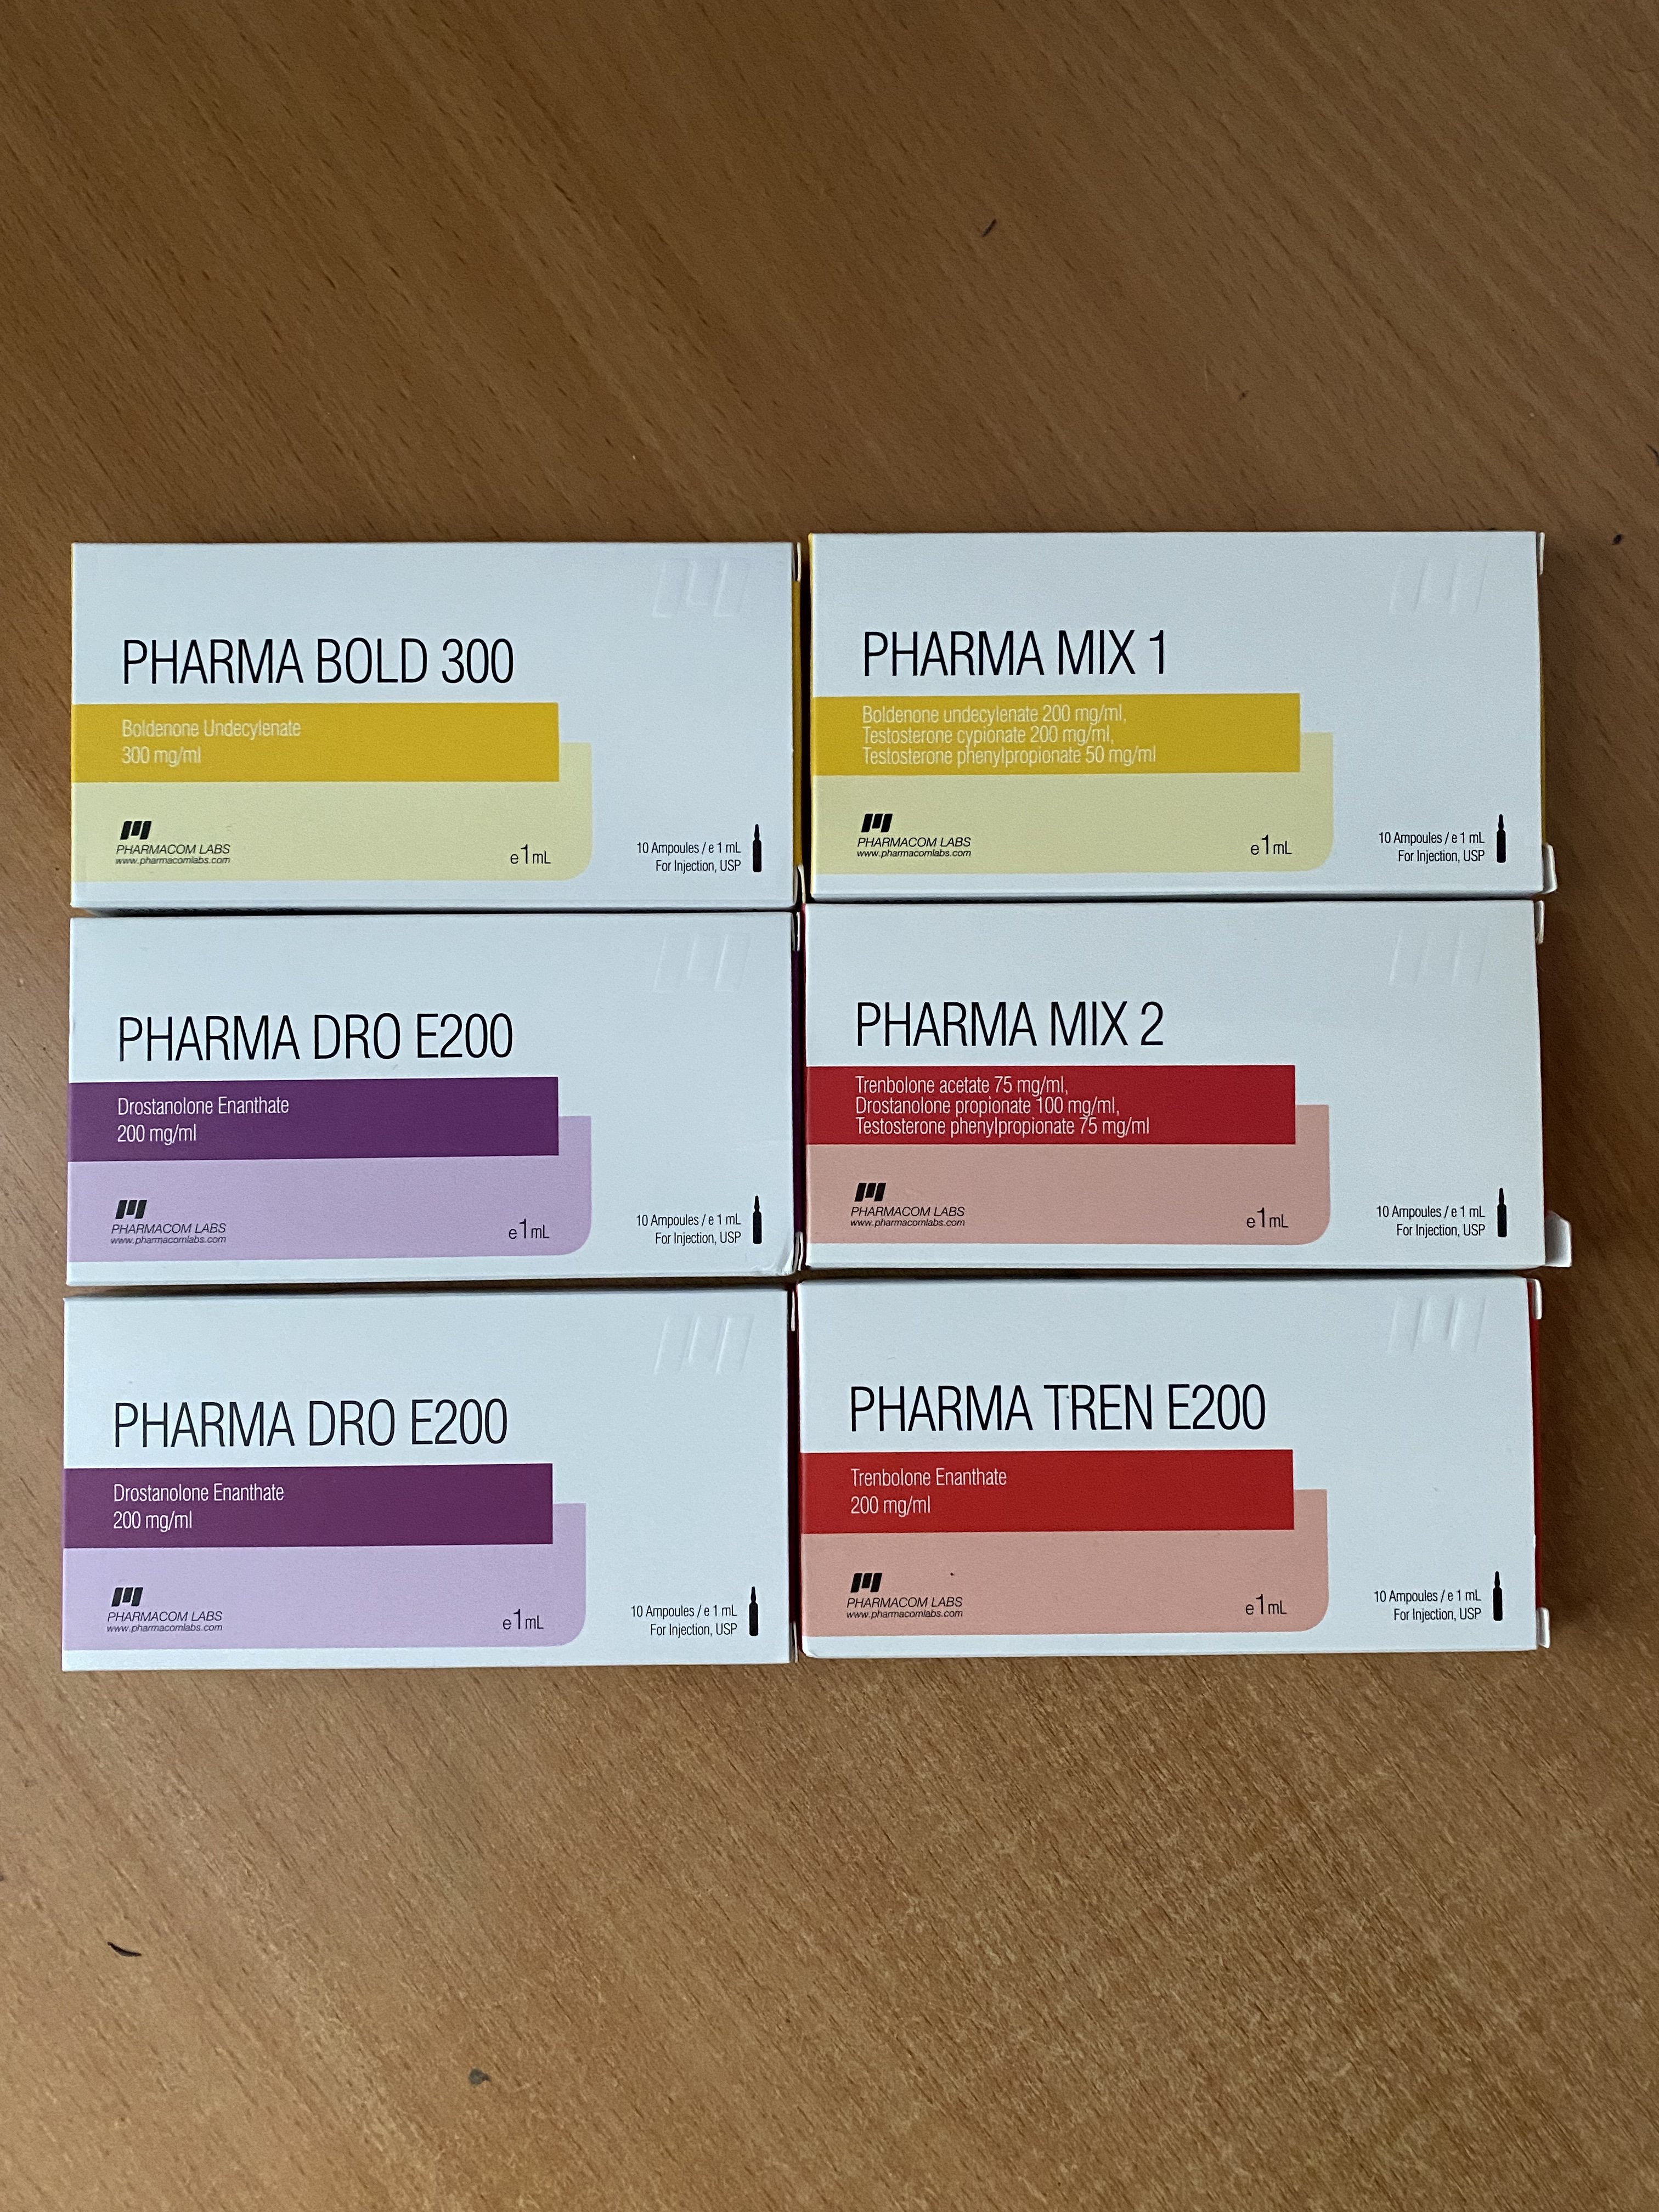 PHARMA BOLD 300
Boldenone Undecylenate
300 mg/ml
PHARMACOM LABS
www.pharmacomlabs.com
e1mL
10 Ampoules / e 1 mL
For Injection, USP
PHARMA MIX 1
Boldenone undecylenate 200 mg/ml,
Testosterone cypionate 200 mg/ml,
Testosterone phenylpropionate 50 mg/ml
PHARMACOM LABS
www.pharmacomlabs.com
e1mL
10 Ampoules / e 1 mL
For Injection, USP
PHARMA DRO E200
Drostanolone Enanthate
200 mg/ml
PHARMACOM LABS
www.pharmacomlabs.com
e1mL
10 Ampoules / e 1 mL
For Injection, USP
PHARMA MIX 2
Trenbolone acetate 75 mg/ml,
Drostanolone propionate 100 mg/ml,
Testosterone phenylpropionate 75 mg/ml
PHARMACOM LABS
www.pharmacomlabs.com
e1mL
10 Ampoules / e 1 mL
For Injection, USP
PHARMA DRO E200
Drostanolone Enanthate
200 mg/ml
PHARMACOM LABS
www.pharmacomlabs.com
e1mL
10 Ampoules / e 1 mL
For Injection, USP
PHARMA TREN E200
Trenbolone Enanthate
200 mg/ml
PHARMACOM LABS
www.pharmacomlabs.com
e1mL
10 Ampoules / e 1 mL
For Injection, USP